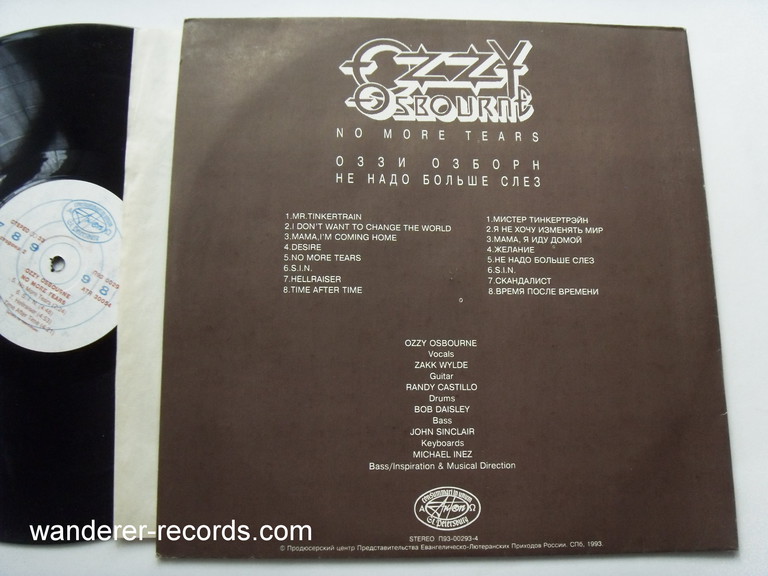 OZZY
OSBOURNE
NO MORE TEARS
ОЗЗИ ОЗБОРН
НЕ НАДО БОЛЬШЕ СЛЕЗ
1.MR.TINKERTRAIN
2.I DON'T WANT TO CHANGE THE WORLD
3.MAMA,I'M COMING HOME
4.DESIRE
5.NO MORE TEARS
6.S.I.N.
7.HELLRAISER
8.TIME AFTER TIME
1.МИСТЕР ТИНКЕРТРЭЙН
2.Я НЕ ХОЧУ ИЗМЕНЯТЬ МИР
3.МАМА, Я ИДУ ДОМОЙ
4.ЖЕЛАНИЕ
5.НЕ НАДО БОЛЬШЕ СЛЕЗ
6.S.I.N.
7.СКАНДАЛИСТ
8.ВРЕМЯ ПОСЛЕ ВРЕМЕНИ
OZZY OSBOURNE
Vocals
ZAKK WYLDE
Guitar
RANDY CASTILLO
Drums
BOB DAISLEY
Bass
JOHN SINCLAIR
Keyboards
MICHAEL INEZ
Bass/Inspiration & Musical Direction
А Ω
St.Petersburg
STEREO П93-00293-4
© Продюсерский центр Представительства Евангелическо-Лютеранских Приходов России. СПб, 1993.
789
OZZY OSBOURNE
NO MORE TEARS
wanderer-records.com